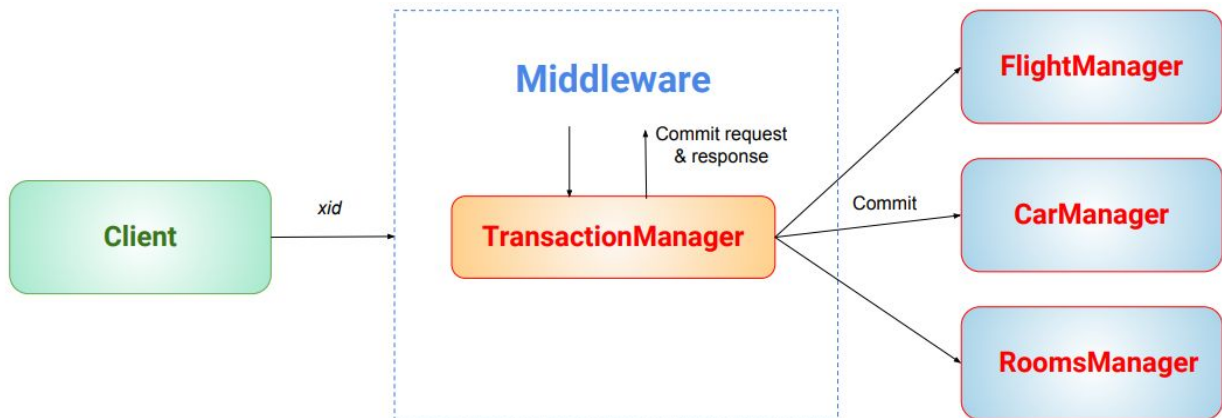 FlightManager
Middleware
Commit request
& response
xid
Commit
Client
TransactionManager
CarManager
RoomsManager